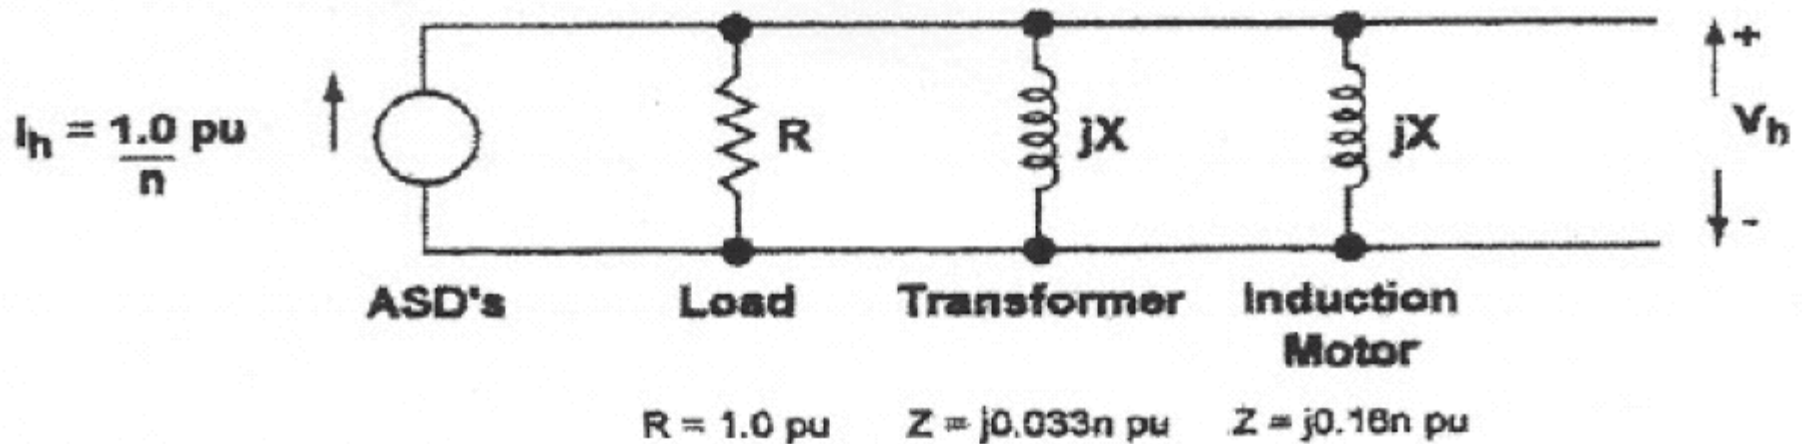 +
Iₕ = 1.0 pu
n
R
jX
jX
Vₕ
-
ASD's
Load
Transformer
Induction
Motor
R = 1.0 pu
Z = j0.033n pu
Z = j0.16n pu